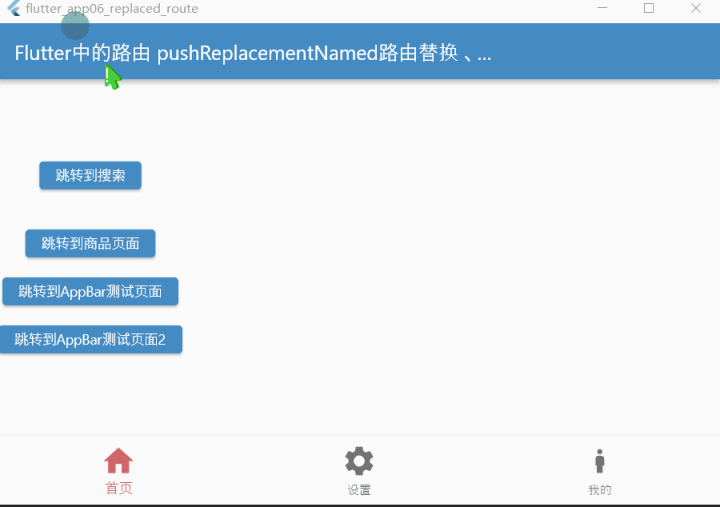 flutter_app06_replaced_route
Flutter中的路由 pushReplacementNamed路由替换、...
跳转到搜索
跳转到商品页面
跳转到AppBar测试页面
跳转到AppBar测试页面2
首页
设置
我的